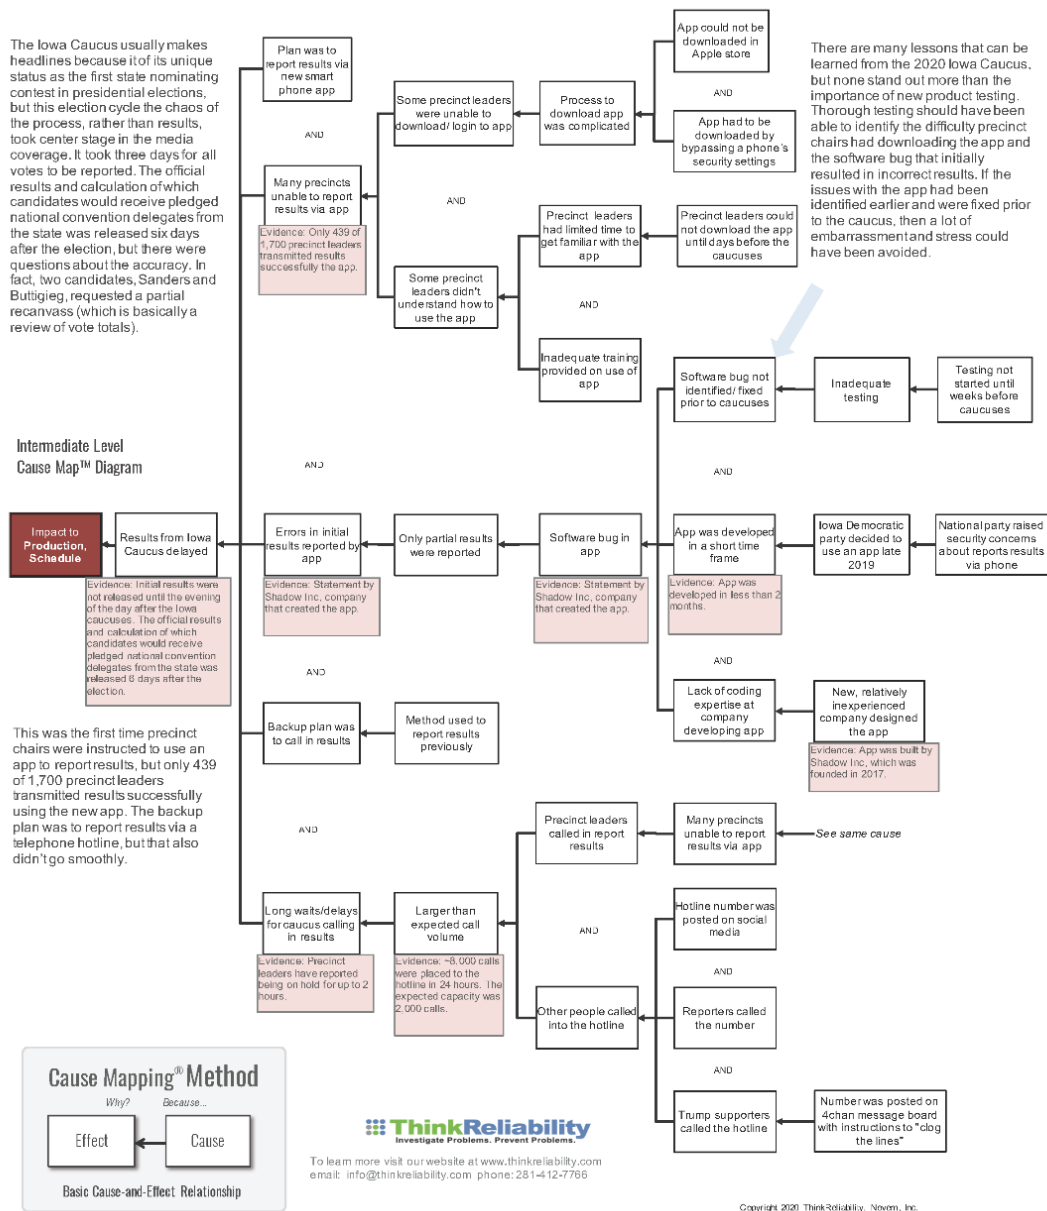 The Iowa Caucus usually makes
headlines because it of its unique
status as the first state nominating
contest in presidential elections,
but this election cycle the chaos of
the process, rather than results,
took center stage in the media
coverage. It took three days for all
votes to be reported. The official
results and calculation of which
candidates would receive pledged
national convention delegates from
the state was released six days
after the election, but there were
questions about the accuracy. In
fact, two candidates, Sanders and
Buttigieg, requested a partial
recanvass (which is basically a
review of vote totals).
Plan was to
report results via
new smart
phone app
AND
Many precincts
unable to report
results via app
Evidence: Only 439 of
1,700 precinct leaders
transmitted results
successfully the app.
Some precinct leaders
were unable to
download/ login to app
AND
Some precinct
leaders didn't
understand how to
use the app
Process to
download app
was complicated
App could not be
downloaded in
Apple store
AND
App had to be
downloaded by
bypassing a phone's
security settings
Precinct leaders
had limited time to
get familiar with the
app
AND
Inadequate training
provided on use of
app
Precinct leaders could
not download the app
until days before the
caucuses
There are many lessons that can be
learned from the 2020 Iowa Caucus,
but none stand out more than the
importance of new product testing.
Thorough testing should have been
able to identify the difficulty precinct
chairs had downloading the app and
the software bug that initially
resulted in incorrect results. If the
issues with the app had been
identified earlier and were fixed prior
to the caucus, then a lot of
embarrassment and stress could
have been avoided.
Software bug not
identified/ fixed
prior to caucuses
Inadequate
testing
Testing not
started until
weeks before
caucuses
Intermediate Level
Cause Map™ Diagram
AND
AND
Impact to
Production,
Schedule
Results from Iowa
Caucus delayed
Evidence: Initial results were
not released until the evening
of the day after the Iowa
caucuses. The official results
and calculation of which
candidates would receive
pledged national convention
delegates from the state was
released 6 days after the
election.
Errors in initial
results reported by
app
Evidence: Statement by
Shadow Inc, company
that created the app.
Only partial results
were reported
Software bug in
app
Evidence: Statement by
Shadow Inc, company
that created the app.
App was developed
in a short time
frame
Evidence: App was
developed in less than 2
months.
Iowa Democratic
party decided to
use an app late
2019
National party raised
security concerns
about reports results
via phone
AND
AND
Lack of coding
expertise at
company
developing app
New, relatively
inexperienced
company designed
the app
Evidence: App was built by
Shadow Inc, which was
founded in 2017.
Backup plan was
to call in results
Method used to
report results
previously
This was the first time precinct
chairs were instructed to use an
app to report results, but only 439
of 1,700 precinct leaders
transmitted results successfully
using the new app. The backup
plan was to report results via a
telephone hotline, but that also
didn't go smoothly.
AND
Long waits/delays
for caucus calling
in results
Evidence: Precinct
leaders have reported
being on hold for up to 2
hours.
Larger than
expected call
volume
Evidence: ~8,000 calls
were placed to the
hotline in 24 hours. The
expected capacity was
2,000 calls.
Precinct leaders
called in report
results
Many precincts
unable to report
results via app
See same cause
AND
Other people called
into the hotline
Hotline number was
posted on social
media
AND
Reporters called
the number
AND
Trump supporters
called the hotline
Number was posted on
4chan message board
with instructions to "clog
the lines"
Cause Mapping® Method
Why? Because...
Effect
Cause
Basic Cause-and-Effect Relationship
ThinkReliability
Investigate Problems. Prevent Problems.
To learn more visit our website at www.thinkreliability.com
email: info@thinkreliability.com phone: 281-412-7766
Copyright 2020 ThinkReliability, Novem, Inc.